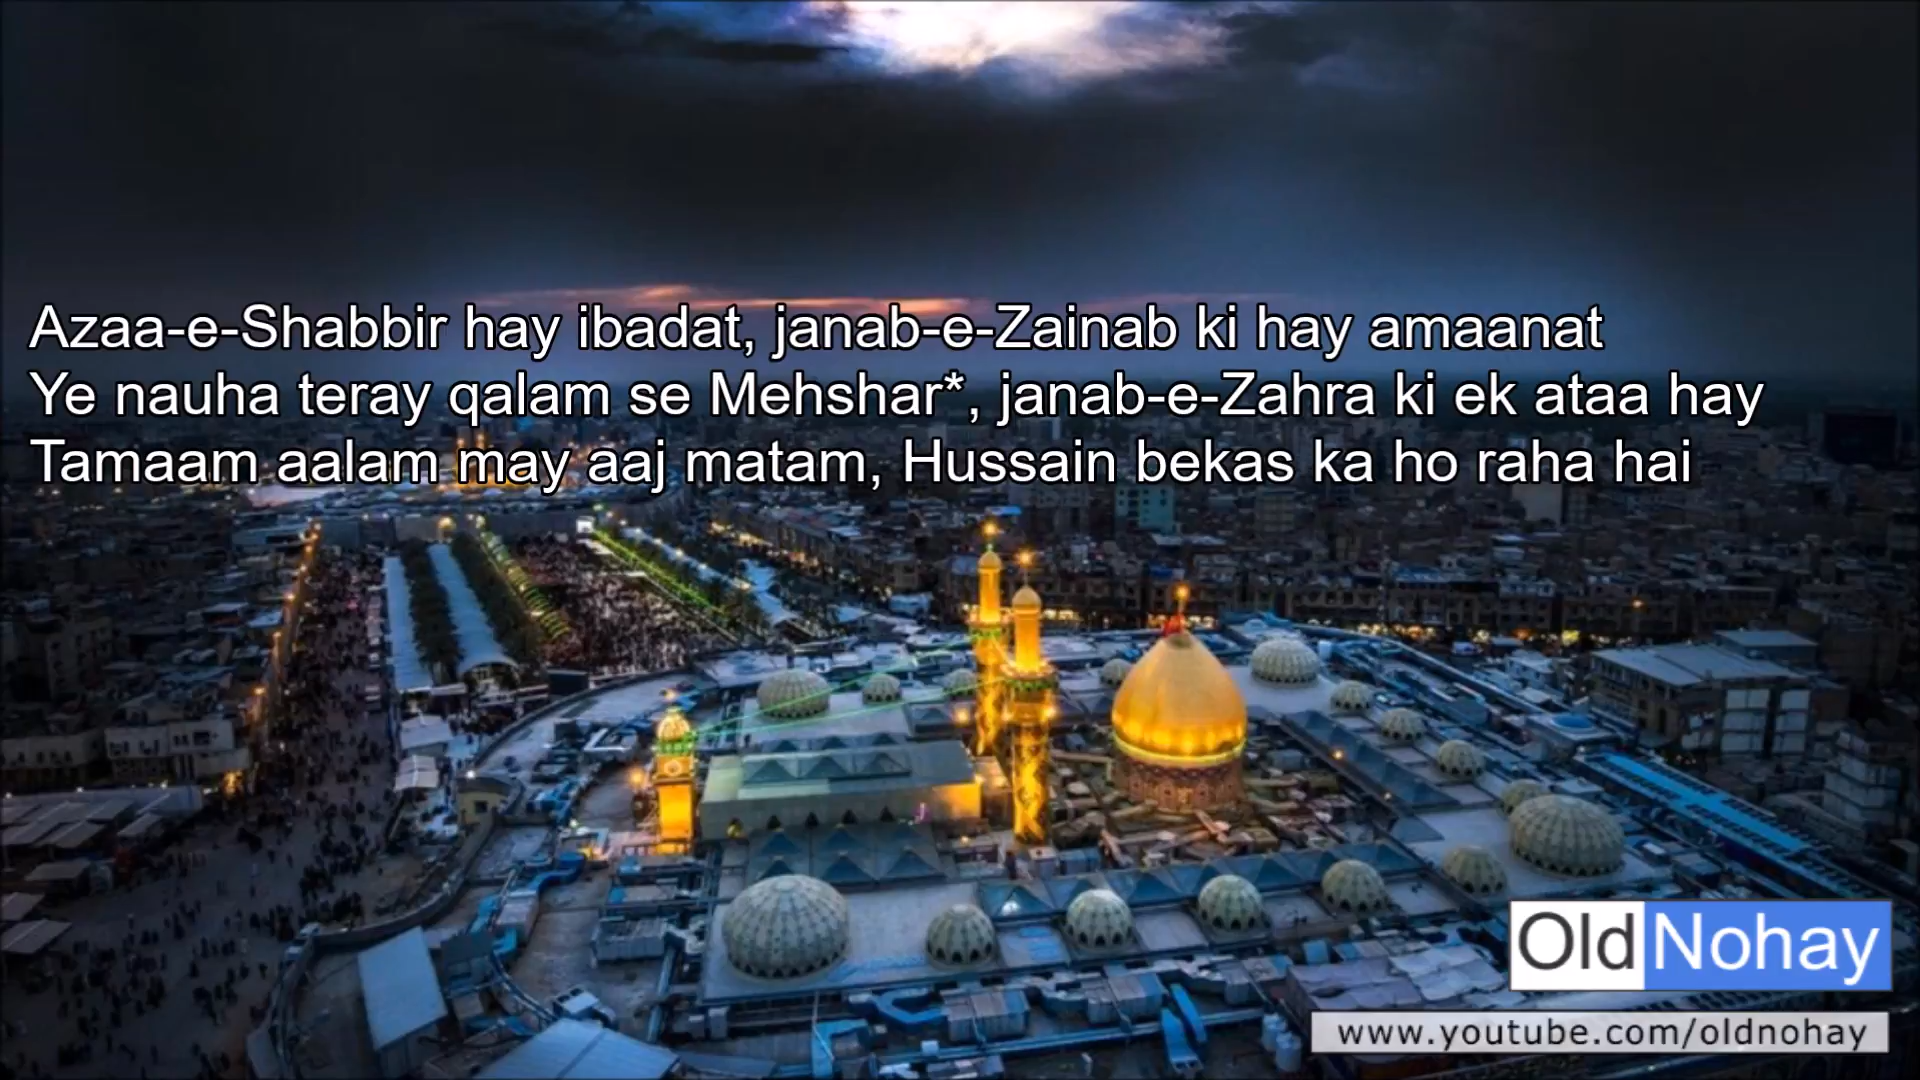 Azaa-e-Shabbir hay ibadat, janab-e-Zainab ki hay amaanat
Ye nauha teray qalam se Mehshar*, janab-e-Zahra ki ek ataa hay
Tamaam aalam may aaj matam, Hussain bekas ka ho raha hai
OldNohay
www.youtube.com/oldnohay